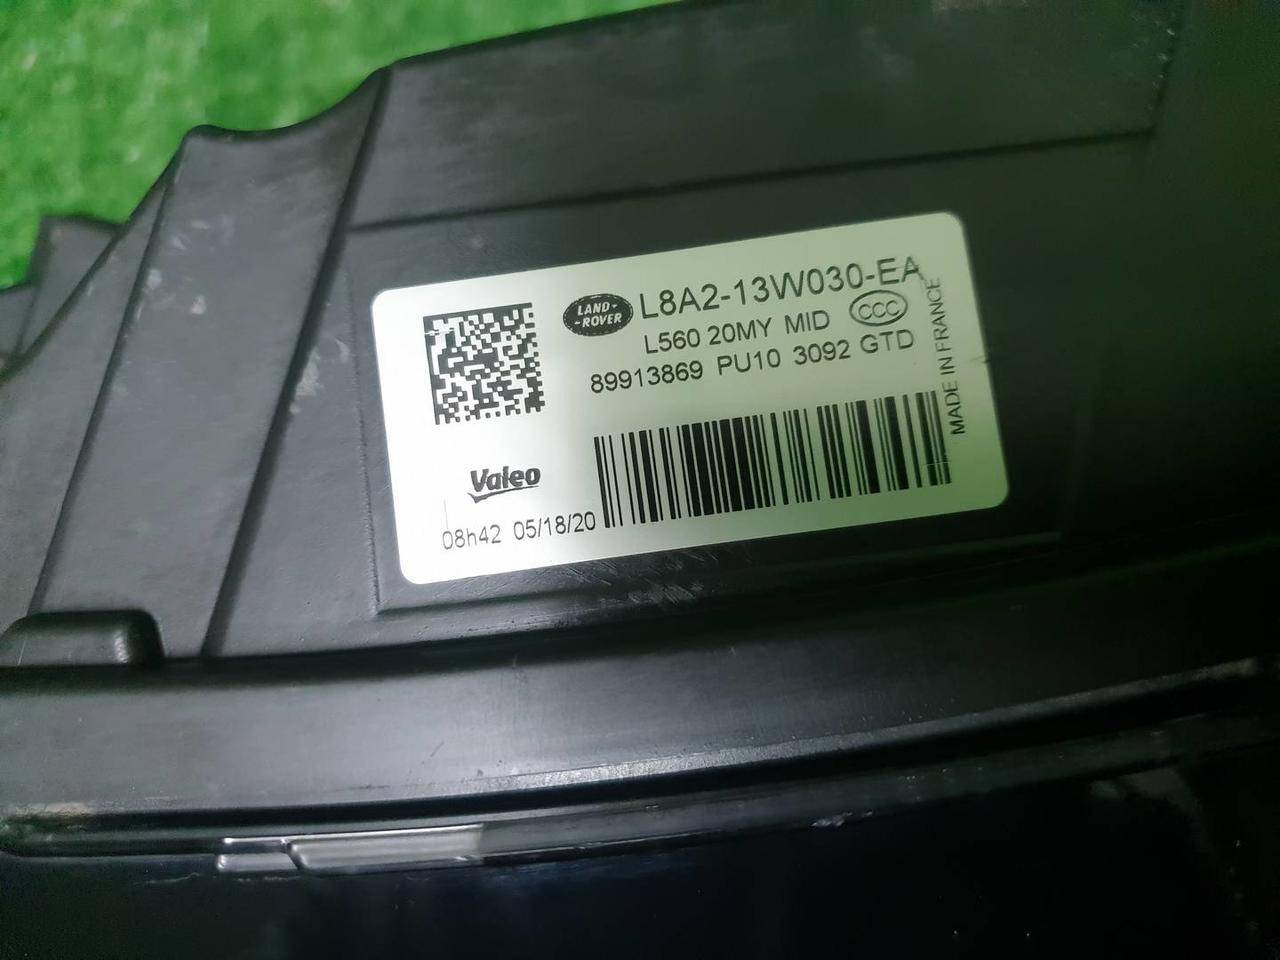 LAND-
-ROVER
L8A2-13W030-EA
L560 20MY MID
CCC
89913869 PU10 3092 GTD
MADE IN FRANCE
Valeo
08h42 05/18/20